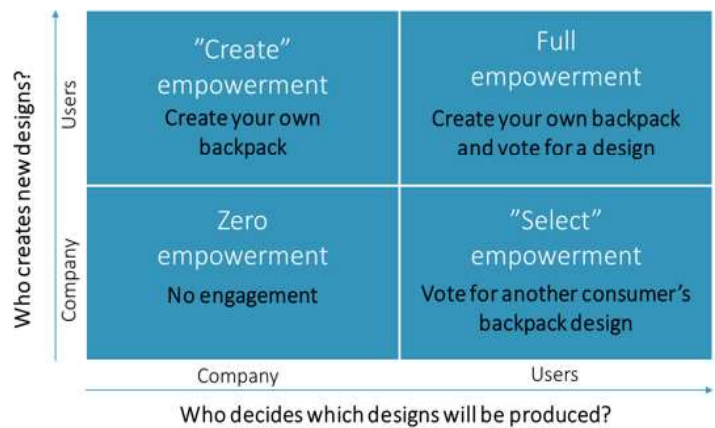 Who creates new designs?
Users
Company
”Create”
empowerment
Create your own
backpack
Full
empowerment
Create your own backpack
and vote for a design
Zero
empowerment
No engagement
”Select”
empowerment
Vote for another consumer’s
backpack design
Company
Users
Who decides which designs will be produced?